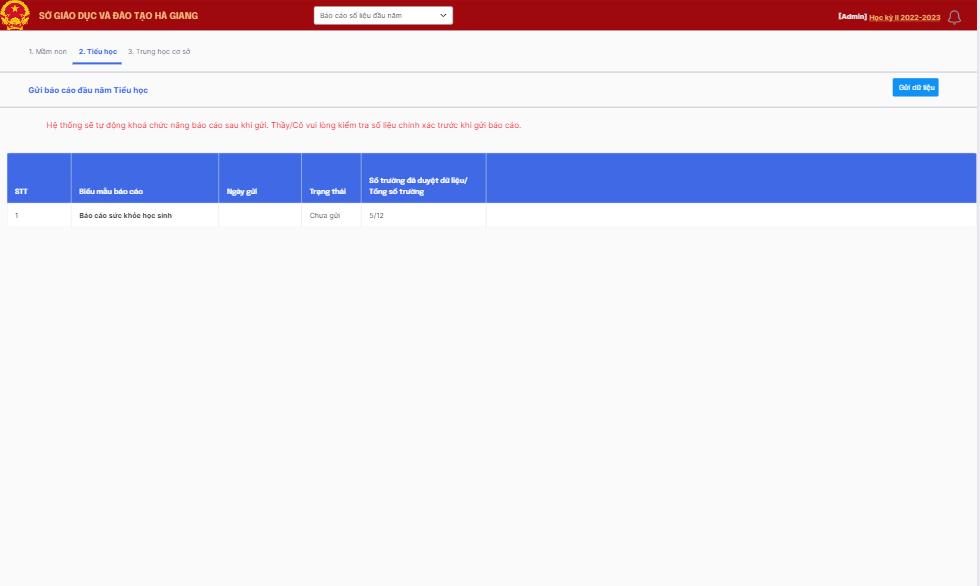 SỞ GIÁO DỤC VÀ ĐÀO TẠO HÀ GIANG
Báo cáo số liệu đầu năm
[Admin] Học kỳ II 2022-2023
1. Mầm non 2. Tiểu học 3. Trung học cơ sở
Gửi báo cáo đầu năm Tiểu học
Gửi dữ liệu
Hệ thống sẽ tự động khoá chức năng báo cáo sau khi gửi. Thầy/Cô vui lòng kiểm tra số liệu chính xác trước khi gửi báo cáo.
STT Biểu mẫu báo cáo Ngày gửi Trạng thái Số trường đã duyệt dữ liệu/
Tổng số trường
1 Báo cáo sức khỏe học sinh Chưa gửi 5/12